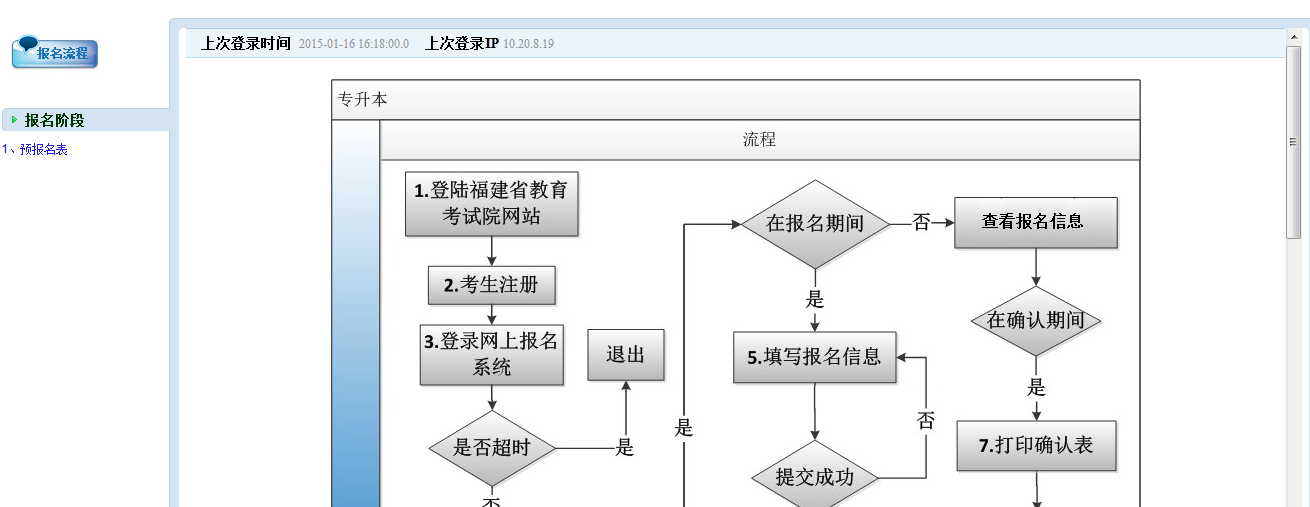 上次登录时间 2015-01-16 16:18:00.0 上次登录IP 10.20.8.19
报名流程
报名阶段
1、预报名表
专升本
流程
1.登陆福建省教育
考试院网站
2.考生注册
3.登录网上报名
系统
退出
是否超时
是
否
是
在报名期间
否
是
5.填写报名信息
否
提交成功
查看报名信息
在确认期间
是
7.打印确认表